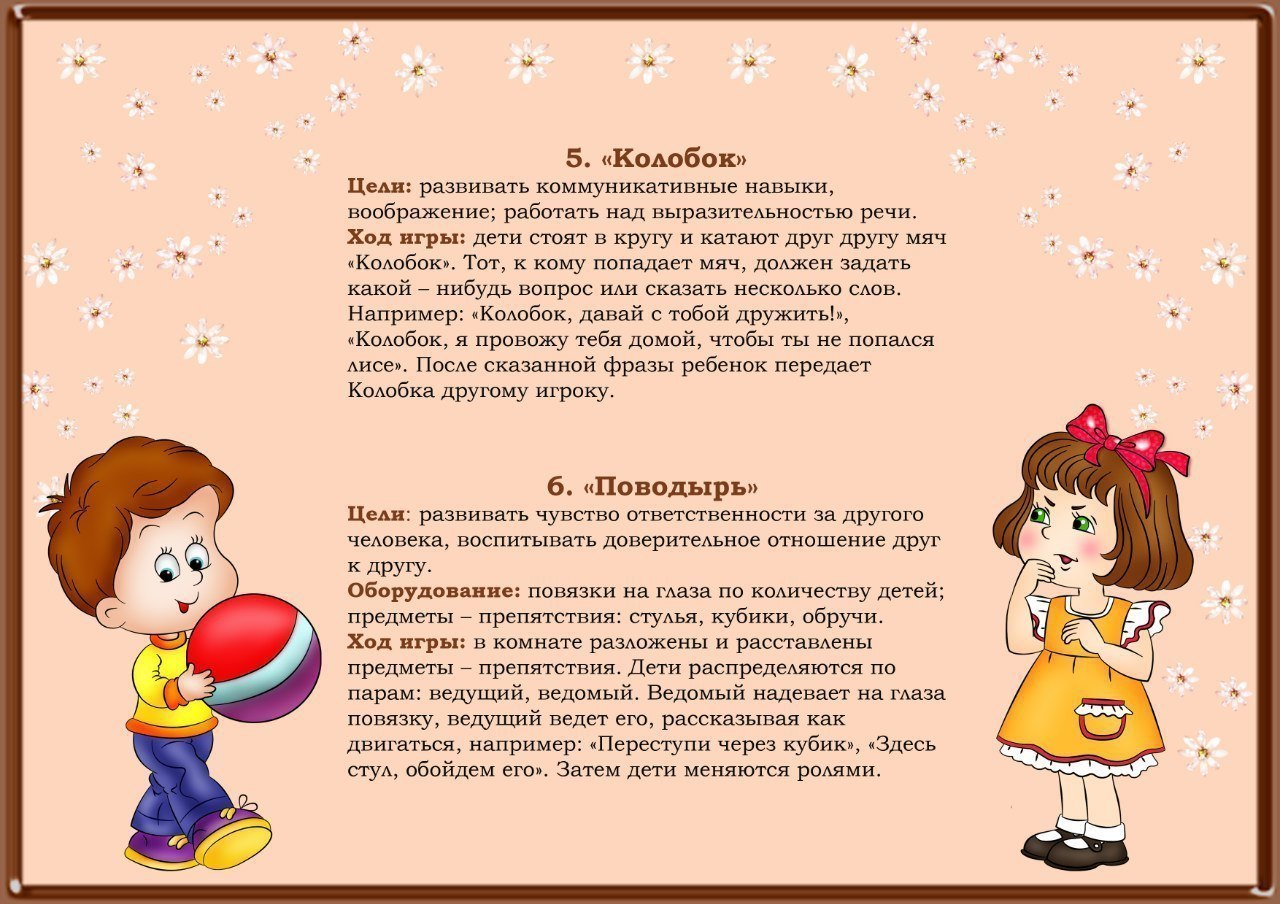 5. «Колобок»
Цели: развивать коммуникативные навыки,
воображение; работать над выразительностью речи.
Ход игры: дети стоят в кругу и катают друг другу мяч
«Колобок». Тот, к кому попадает мяч, должен задать
какой – нибудь вопрос или сказать несколько слов.
Например: «Колобок, давай с тобой дружить!»,
«Колобок, я провожу тебя домой, чтобы ты не попался
лисе». После сказанной фразы ребенок передает
Колобка другому игроку.
6. «Поводырь»
Цели: развивать чувство ответственности за другого
человека, воспитывать доверительное отношение друг
к другу.
Оборудование: повязки на глаза по количеству детей;
предметы – препятствия: стулья, кубики, обручи.
Ход игры: в комнате разложены и расставлены
предметы – препятствия. Дети распределяются по
парам: ведущий, ведомый. Ведомый надевает на глаза
повязку, ведущий ведет его, рассказывая как
двигаться, например: «Переступи через кубик», «Здесь
стул, обойдем его». Затем дети меняются ролями.